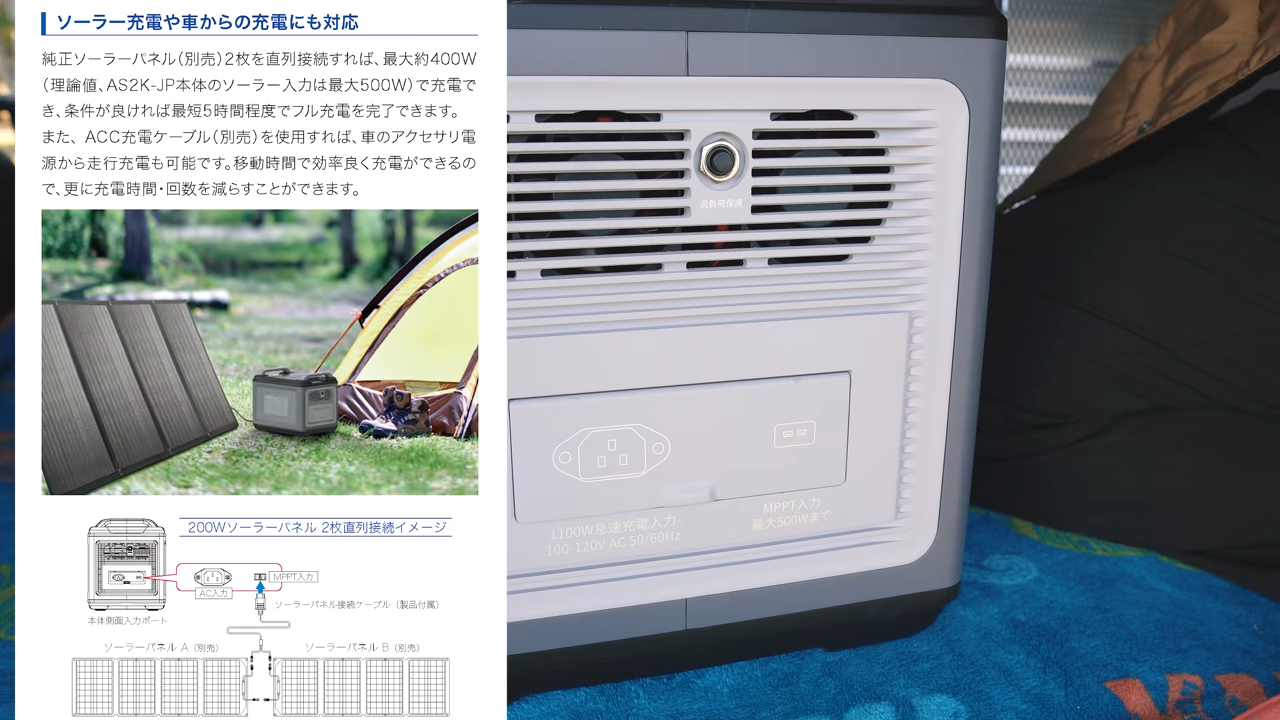 ソーラー充電や車からの充電にも対応
純正ソーラーパネル（別売）2枚を直列接続すれば、最大約400W
（理論値、AS2K-JP本体のソーラー入力は最大500W）で充電で
き、条件が良ければ最短5時間程度でフル充電を完了できます。
また、ACC充電ケーブル（別売）を使用すれば、車のアクセサリ電
源から走行充電も可能です。移動時間で効率良く充電ができるの
で、更に充電時間・回数を減らすことができます。
200Wソーラーパネル 2枚直列接続イメージ
MPPT入力
AC入力
ソーラーパネル接続ケーブル（製品付属）
本体側面入力ポート
ソーラーパネル A（別売）
ソーラーパネル B（別売）
過負荷保護
1100W急速充電入力
100-120V AC 50/60Hz
MPPT入力
最大500Wまで